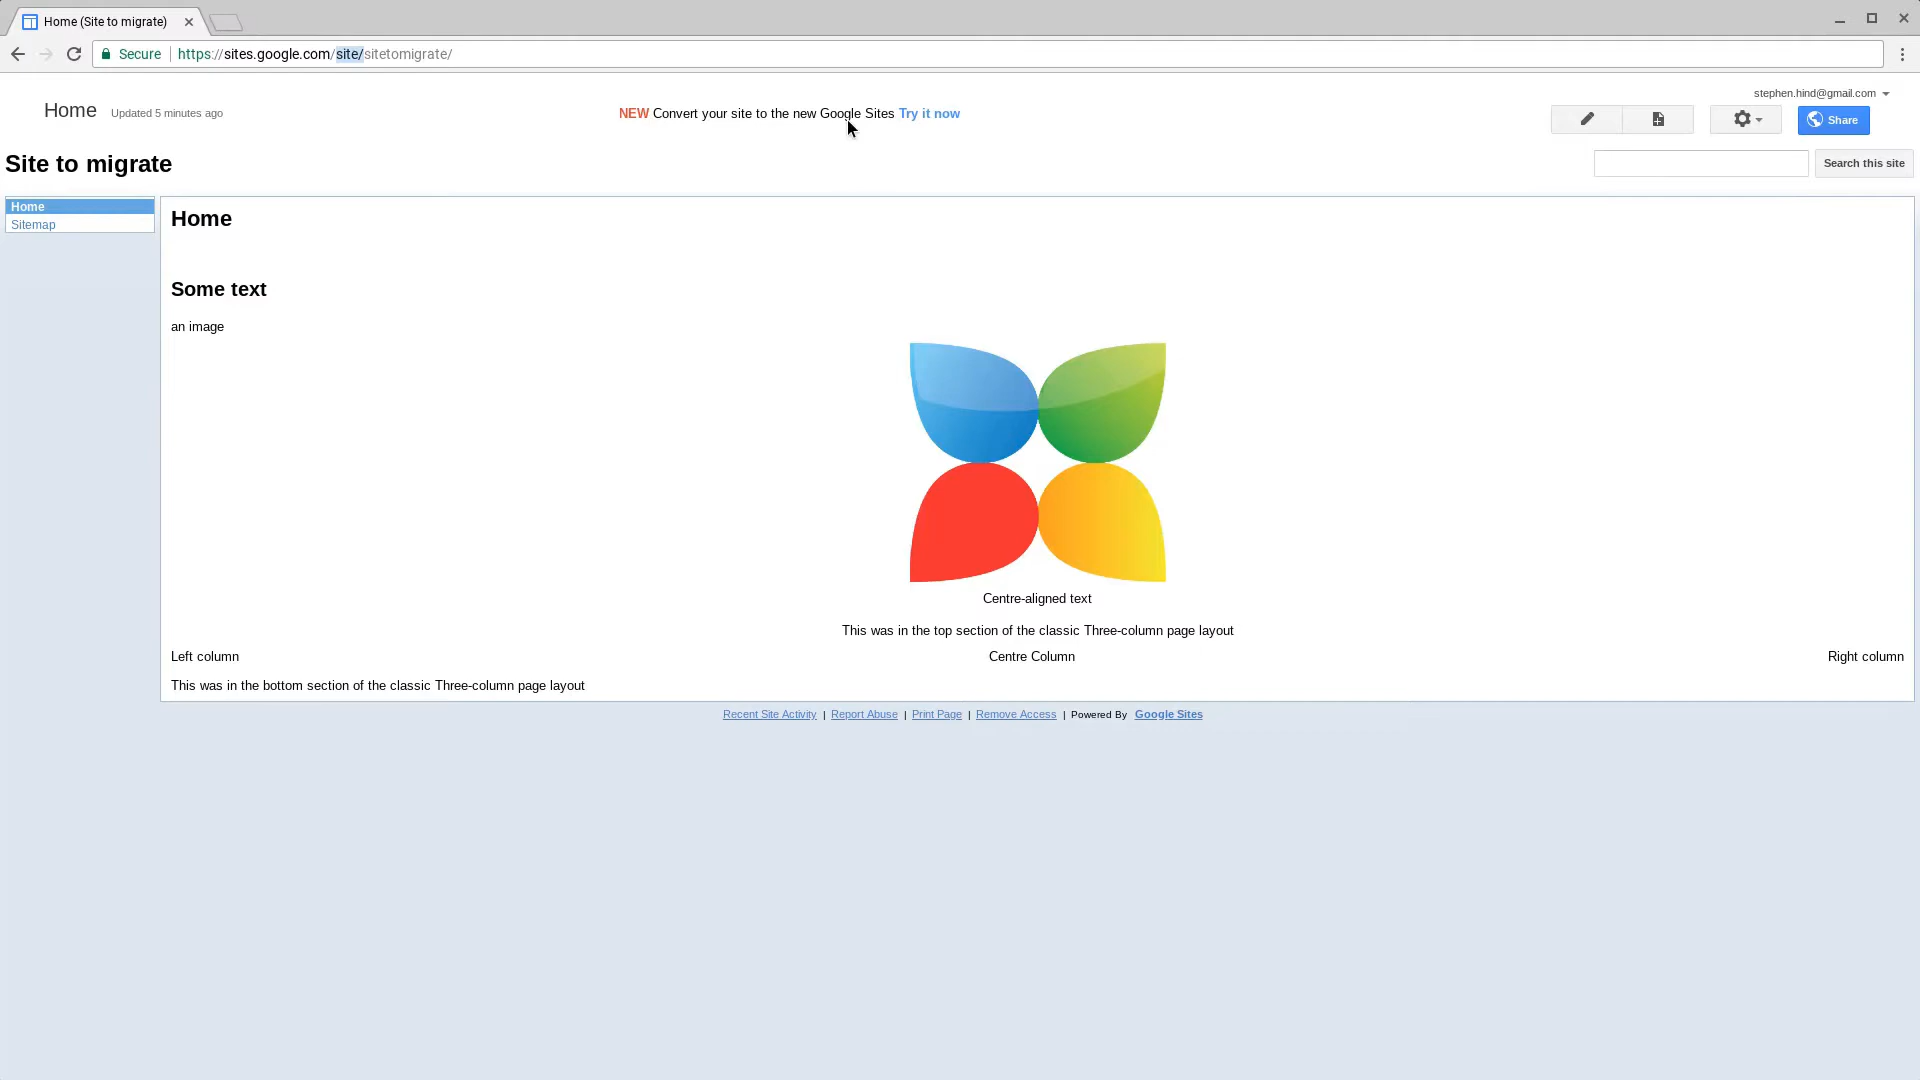 Home (Site to migrate)
Secure https://sites.google.com/site/sitetomigrate/
stephen.hind@gmail.com
Home Updated 5 minutes ago NEW Convert your site to the new Google Sites Try it now Share
Site to migrate Search this site
Home
Sitemap
Home
Some text
an image
Centre-aligned text
This was in the top section of the classic Three-column page layout
Left column Centre Column Right column
This was in the bottom section of the classic Three-column page layout
Recent Site Activity | Report Abuse | Print Page | Remove Access | Powered By Google Sites